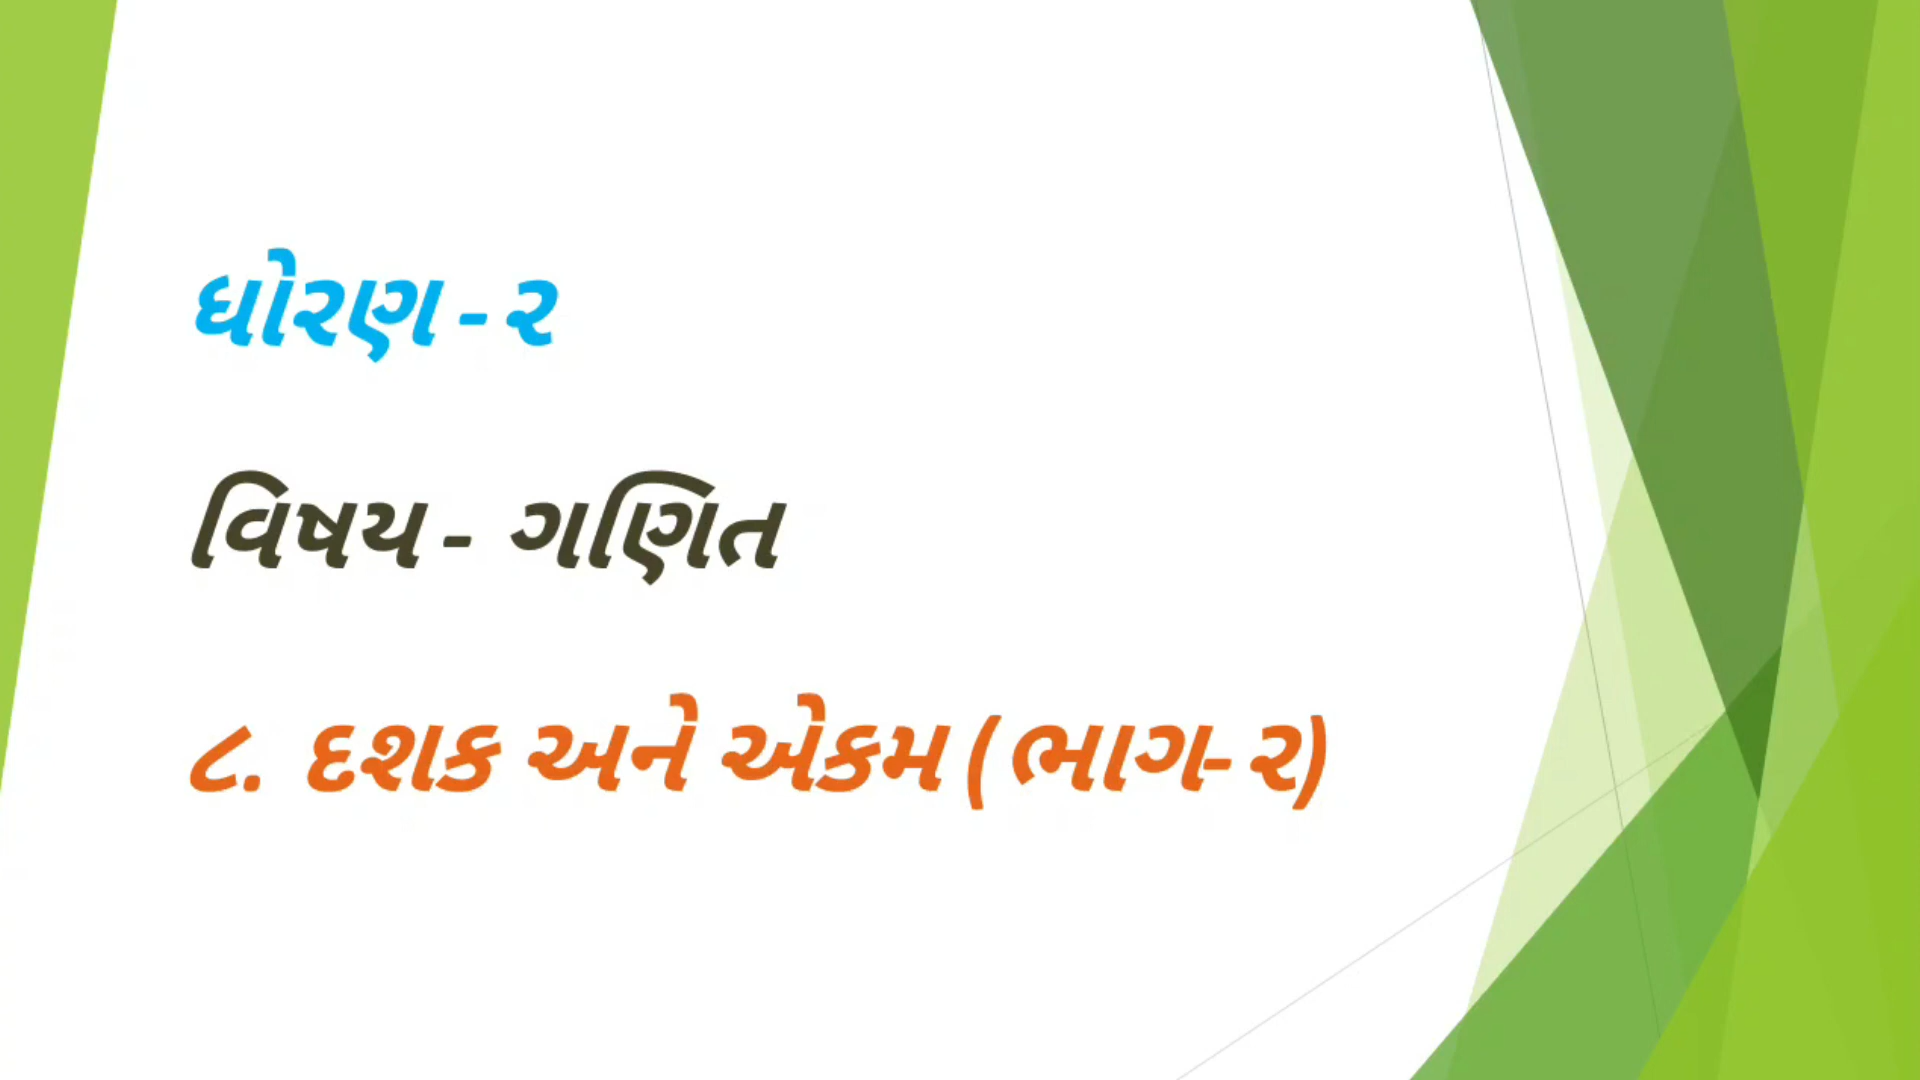 ધોરણ - ૨
વિષય - ગણિત
૮. દશક અને એકમ ( ભાગ- ૨)